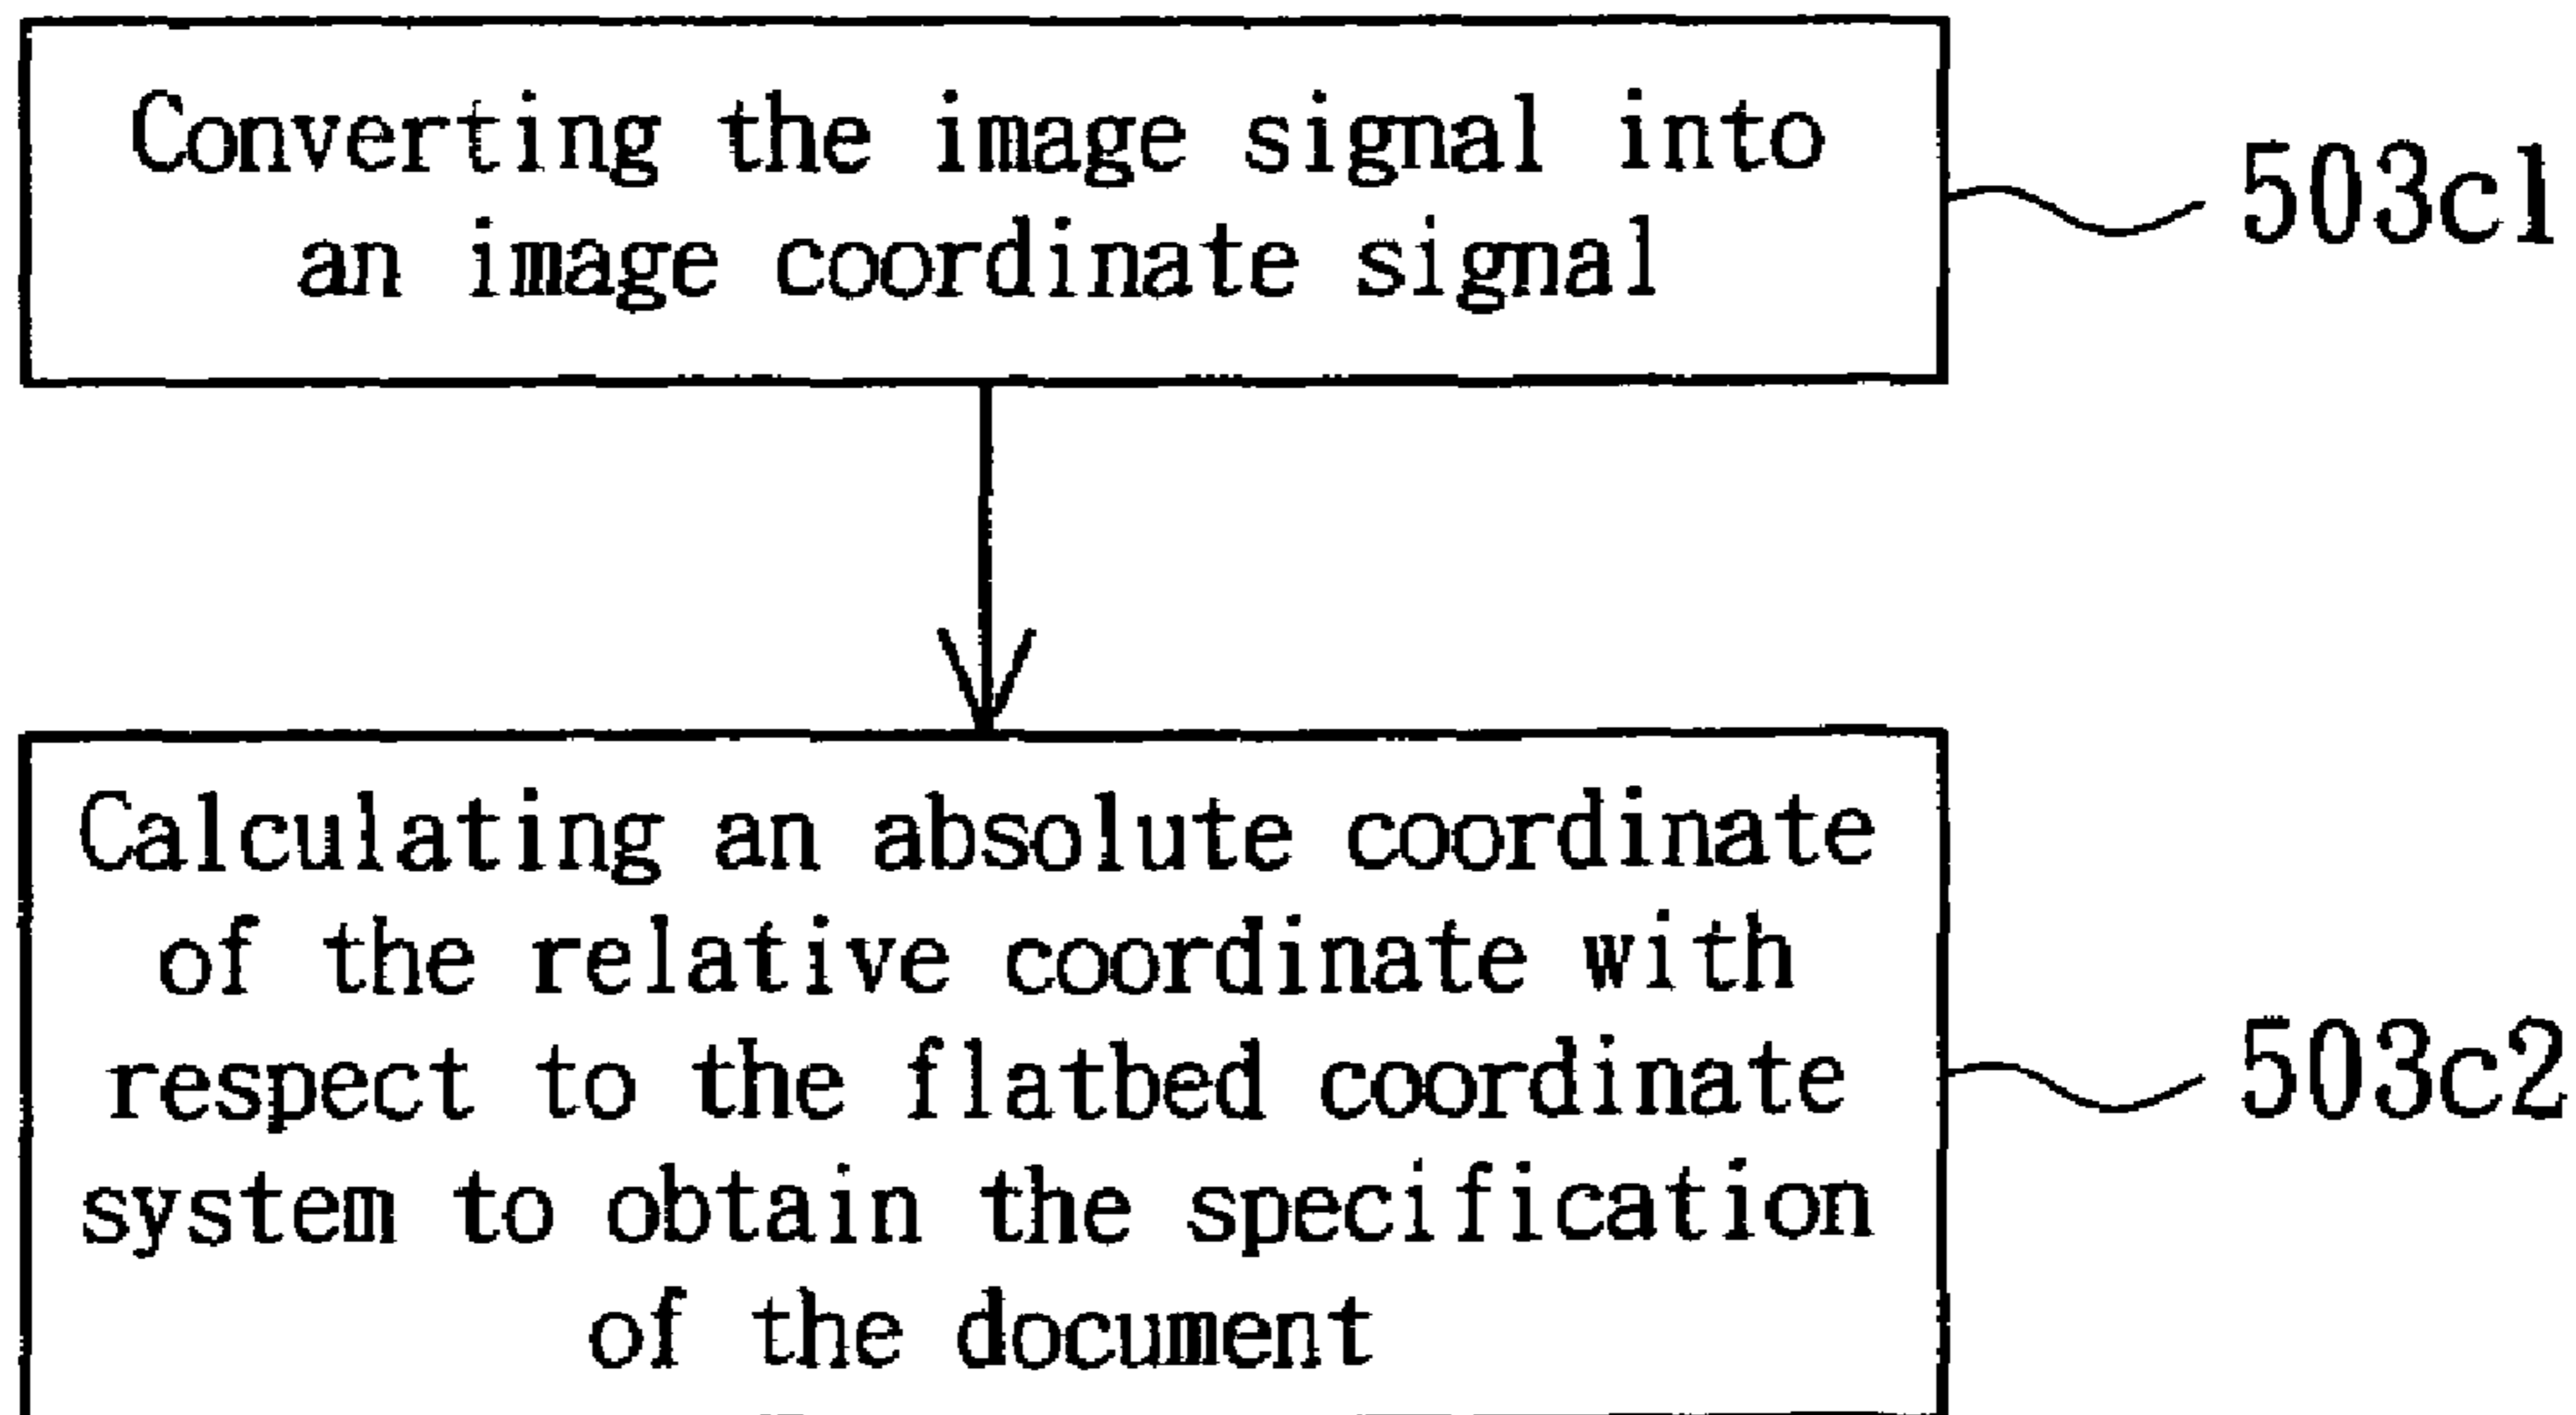 Converting the image signal into
an image coordinate signal
503c1
Calculating an absolute coordinate
of the relative coordinate with
respect to the flatbed coordinate
system to obtain the specification
of the document
503c2